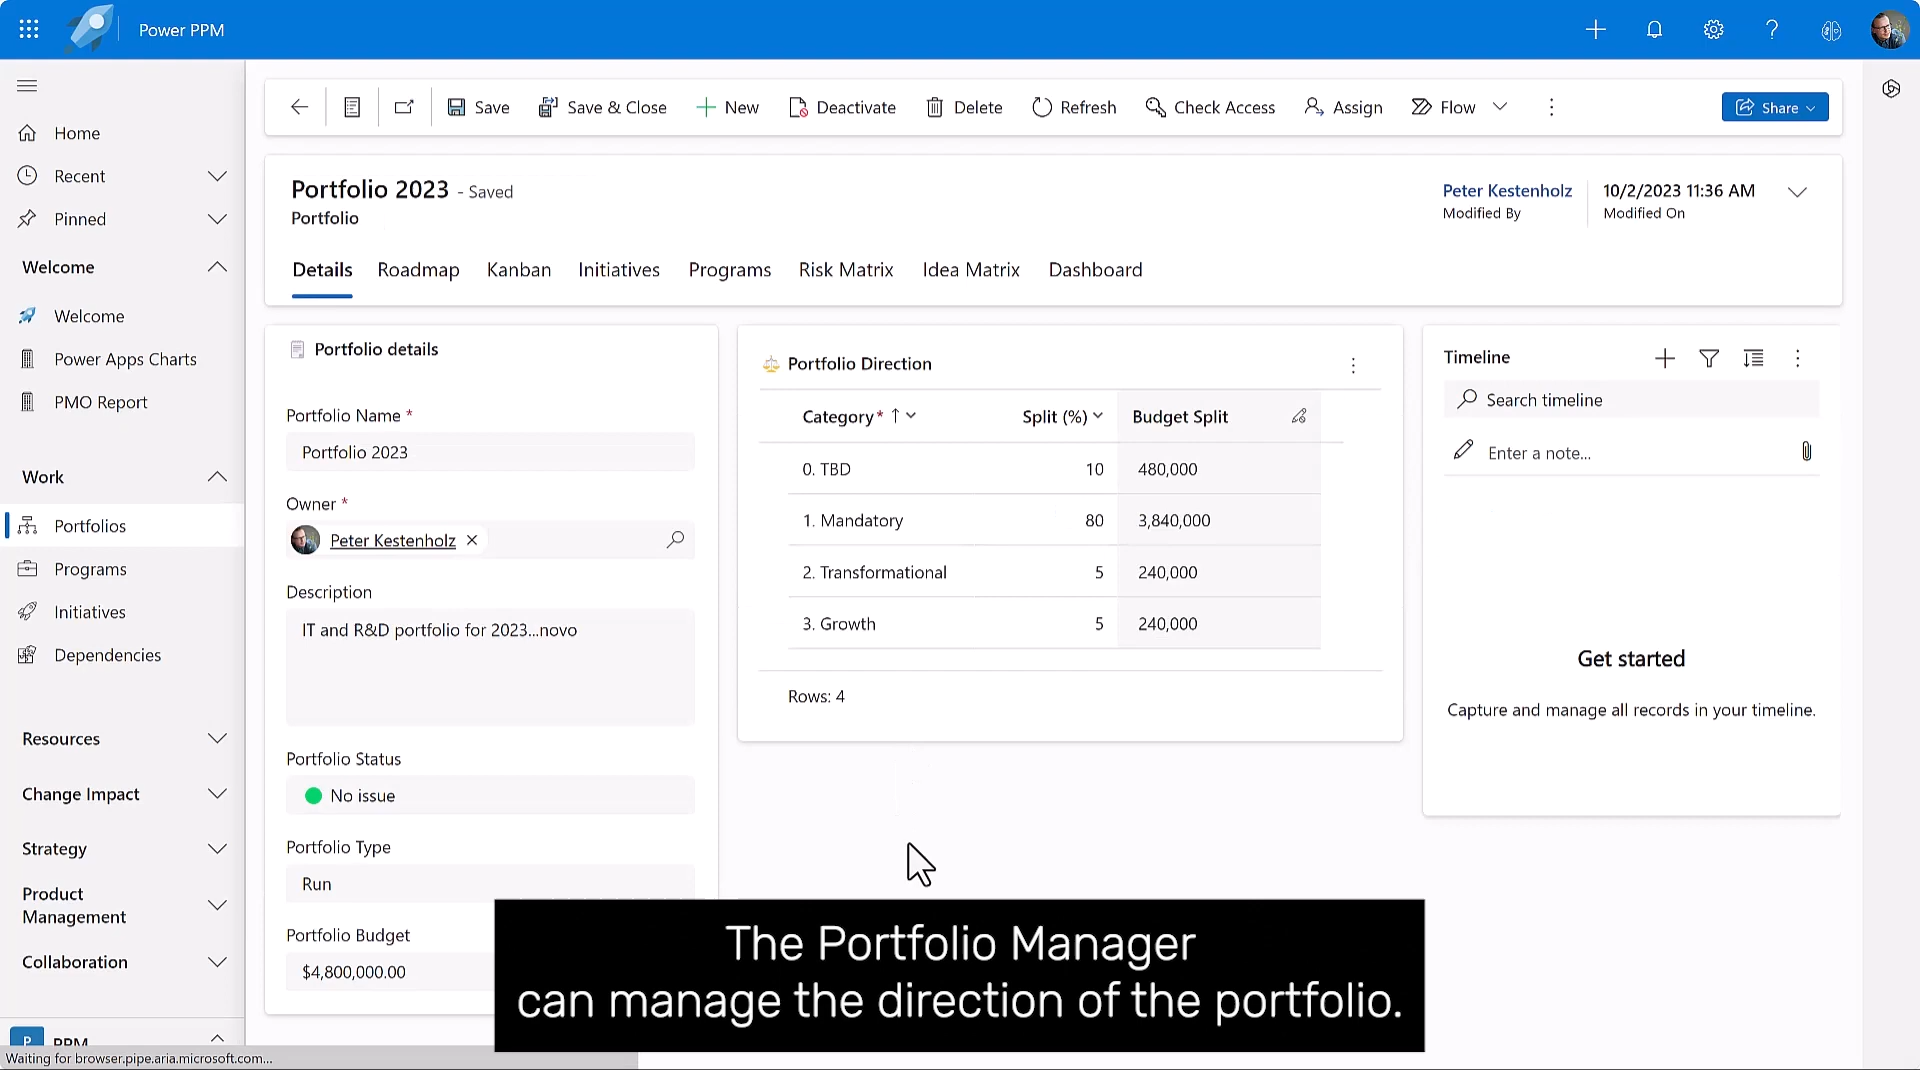 Power PPM
Save
Save & Close
New
Deactivate
Delete
Refresh
Check Access
Assign
Flow
Share
Home
Recent
Pinned
Welcome
Welcome
Power Apps Charts
PMO Report
Work
Portfolios
Programs
Initiatives
Dependencies
Resources
Change Impact
Strategy
Product
Management
Collaboration
P PPM
Waiting for browser.pipe.aria.microsoft.com...
Portfolio 2023 - Saved
Portfolio
Peter Kestenholz
Modified By
10/2/2023 11:36 AM
Modified On
Details Roadmap Kanban Initiatives Programs Risk Matrix Idea Matrix Dashboard
Portfolio details
Portfolio Name *
Portfolio 2023
Owner *
Peter Kestenholz
Description
IT and R&D portfolio for 2023...novo
Portfolio Status
No issue
Portfolio Type
Run
Portfolio Budget
$4,800,000.00
Portfolio Direction
Category* Split (%) Budget Split
0. TBD 10 480,000
1. Mandatory 80 3,840,000
2. Transformational 5 240,000
3. Growth 5 240,000
Rows: 4
Timeline
Search timeline
Enter a note...
Get started
Capture and manage all records in your timeline.
The Portfolio Manager
can manage the direction of the portfolio.